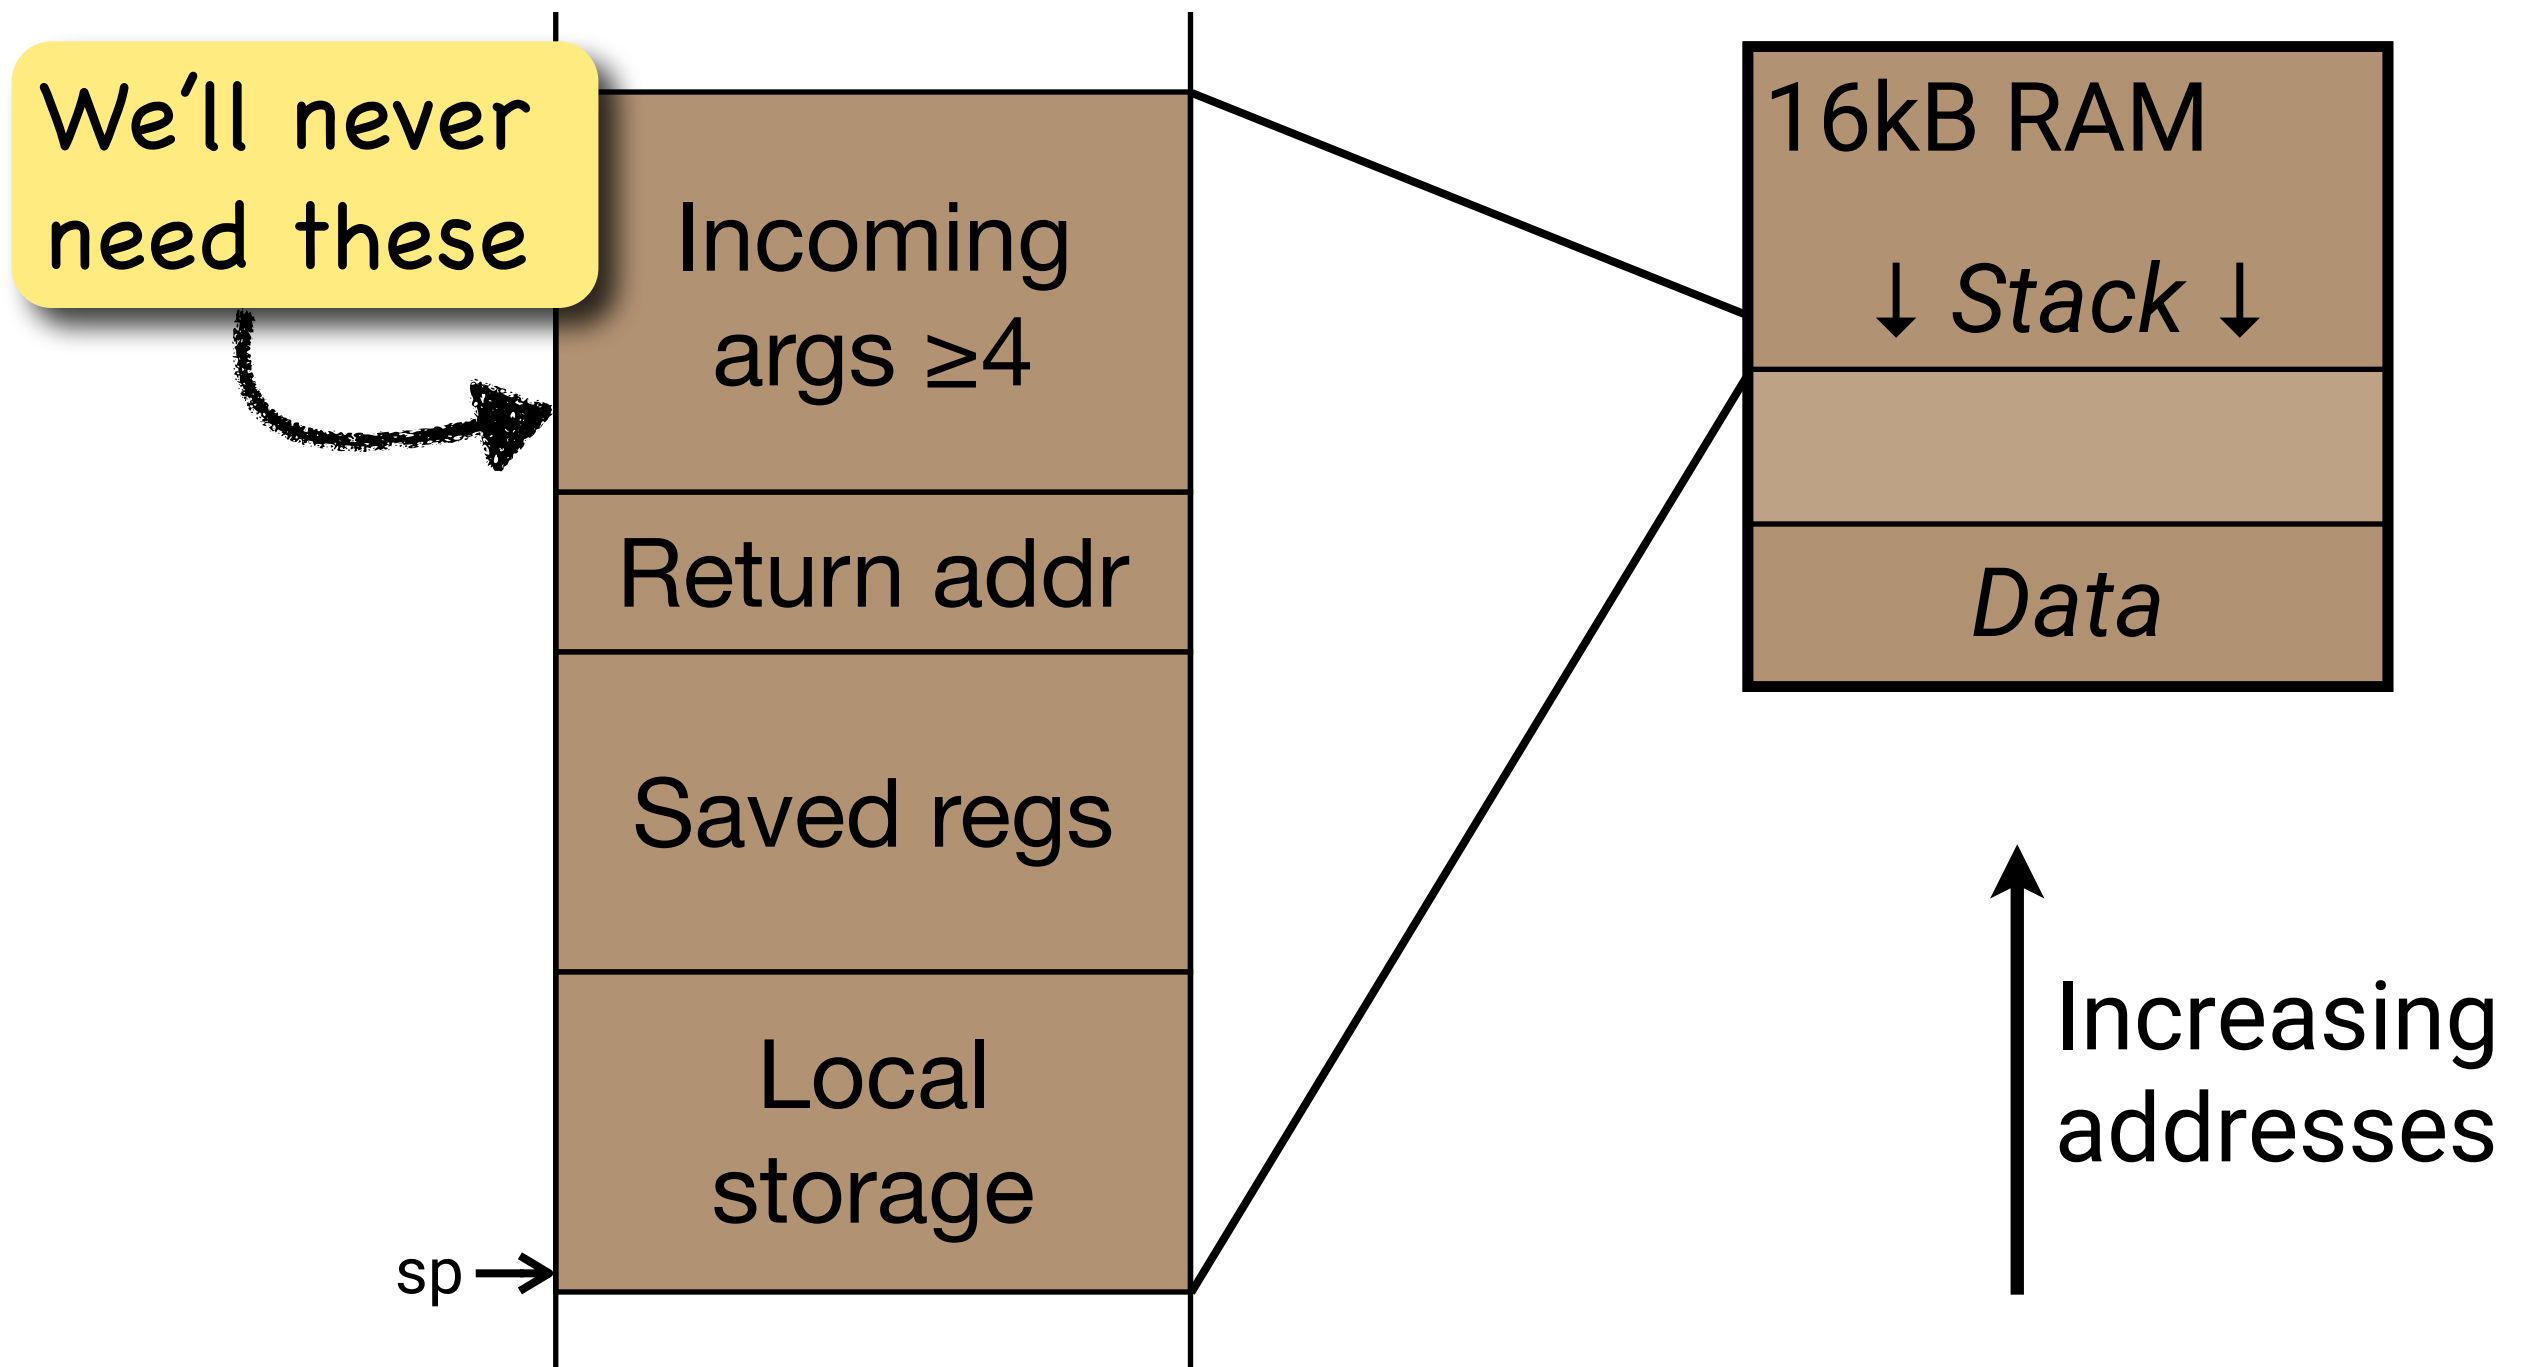 We’ll never
need these
Incoming
args ≥4
Return addr
Saved regs
Local
storage
sp
16kB RAM
↓ Stack ↓
Data
Increasing
addresses